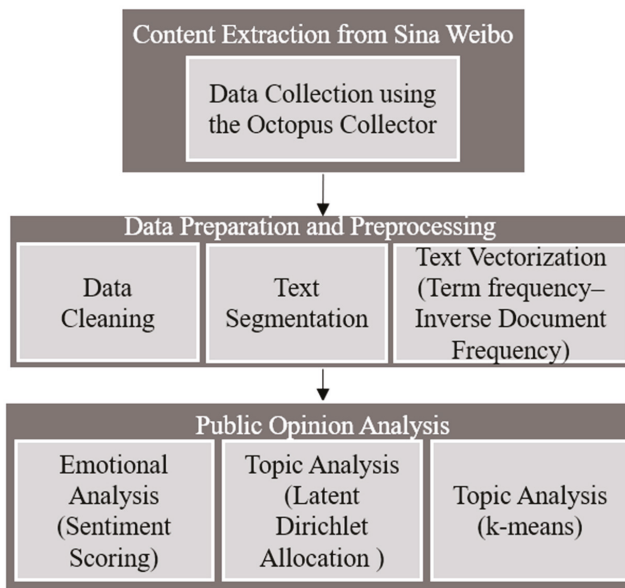 Content Extraction from Sina Weibo
Data Collection using
the Octopus Collector
Data Preparation and Preprocessing
Data
Cleaning
Text
Segmentation
Text Vectorization
(Term frequency–
Inverse Document
Frequency)
Public Opinion Analysis
Emotional
Analysis
(Sentiment
Scoring)
Topic Analysis
(Latent
Dirichlet
Allocation )
Topic Analysis
(k-means)